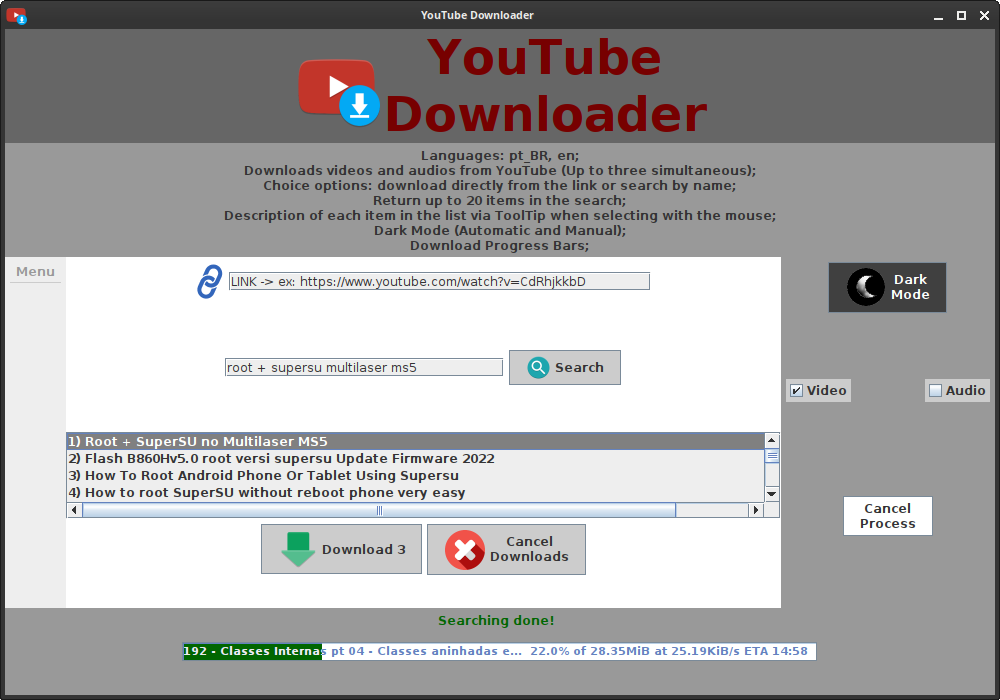 YouTube Downloader
YouTube
Downloader
Languages: pt_BR, en;
Downloads videos and audios from YouTube (Up to three simultaneous);
Choice options: download directly from the link or search by name;
Return up to 20 items in the search;
Description of each item in the list via ToolTip when selecting with the mouse;
Dark Mode (Automatic and Manual);
Download Progress Bars;
Menu
LINK -> ex: https://www.youtube.com/watch?v=CdRhjkkbD
Dark
Mode
root + supersu multilaser ms5
Search
Video
Audio
1) Root + SuperSU no Multilaser MS5
2) Flash B860Hv5.0 root versi supersu Update Firmware 2022
3) How To Root Android Phone Or Tablet Using Supersu
4) How to root SuperSU without reboot phone very easy
Cancel
Process
Download 3
Cancel
Downloads
Searching done!
192 - Classes Internas pt 04 - Classes aninhadas e... 22.0% of 28.35MiB at 25.19KiB/s ETA 14:58